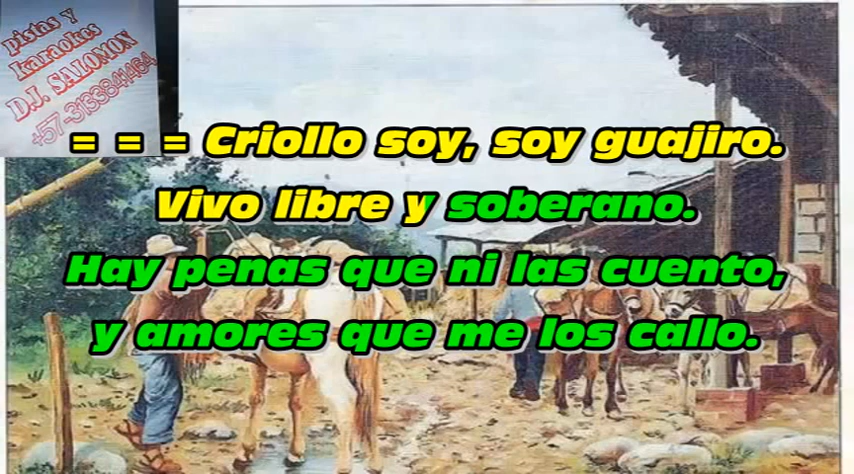 pistas Y
Karaokes
D.J. SALOMON
+57-3183841464
= = = Criollo soy, soy guajiro.
Vivo libre y soberano.
Hay penas que ni las cuento,
y amores que me los callo.